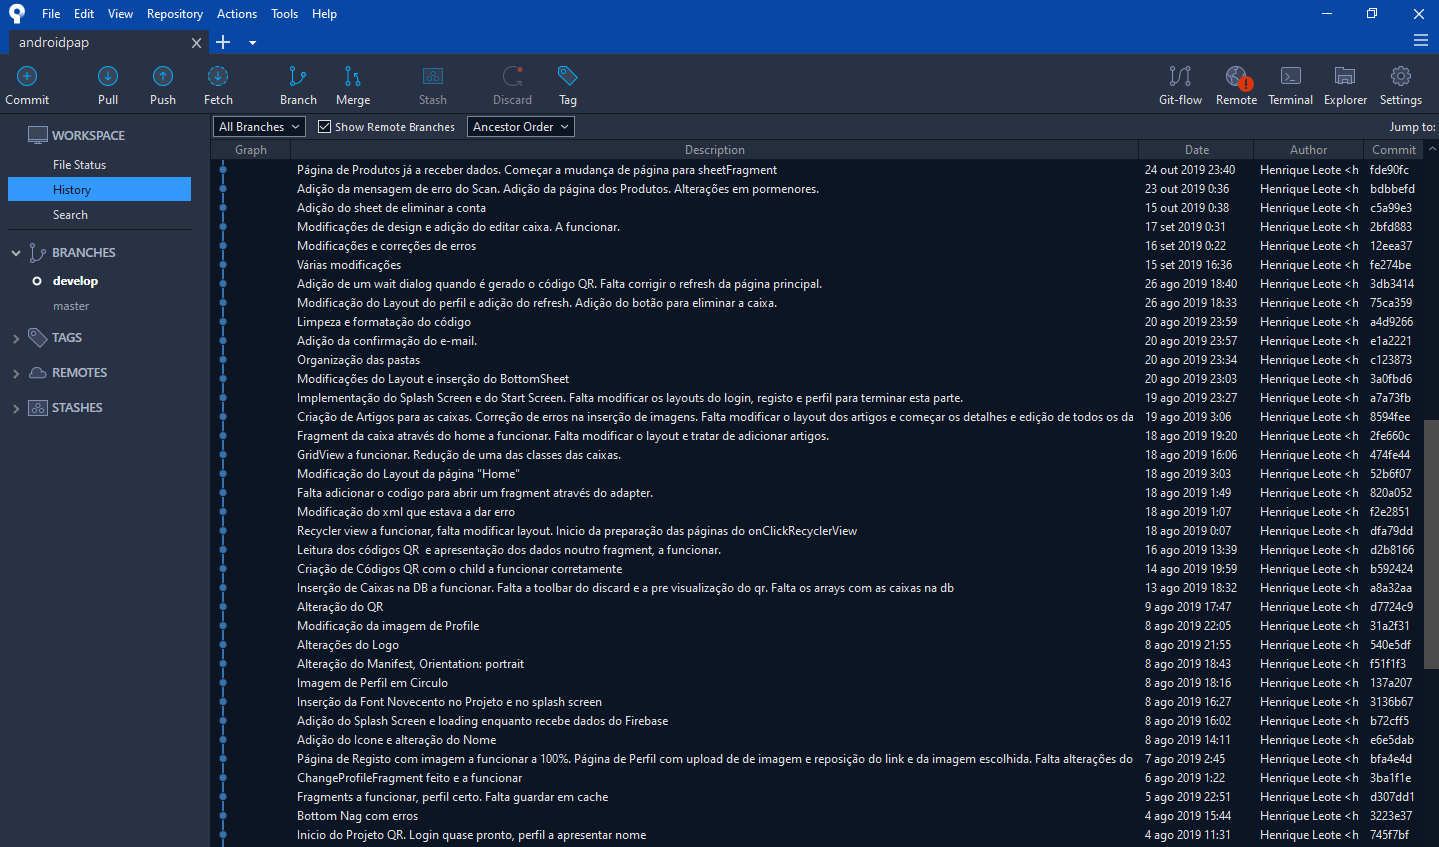 File Edit View Repository Actions Tools Help
androidpap
Commit Pull Push Fetch Branch Merge Stash Discard Tag Git-flow Remote Terminal Explorer Settings
WORKSPACE
File Status
History
Search
BRANCHES
develop
master
TAGS
REMOTES
STASHES
All Branches Show Remote Branches Ancestor Order Jump to:
Graph Description Date Author Commit
Página de Produtos já a receber dados. Começar a mudança de página para sheetFragment 24 out 2019 23:40 Henrique Leote <h fde90fc
Adição da mensagem de erro do Scan. Adição da página dos Produtos. Alterações em pormenores. 23 out 2019 0:36 Henrique Leote <h bdbbefd
Adição do sheet de eliminar a conta 15 out 2019 0:38 Henrique Leote <h c5a99e3
Modificações de design e adição do editar caixa. A funcionar. 17 set 2019 0:31 Henrique Leote <h 2bfd883
Modificações e correções de erros 16 set 2019 0:22 Henrique Leote <h 12eea37
Várias modificações 15 set 2019 16:36 Henrique Leote <h fe274be
Adição de um wait dialog quando é gerado o código QR. Falta corrigir o refresh da página principal. 26 ago 2019 18:40 Henrique Leote <h 3db3414
Modificação do Layout do perfil e adição do refresh. Adição do botão para eliminar a caixa. 26 ago 2019 18:33 Henrique Leote <h 75ca359
Limpeza e formatação do código 20 ago 2019 23:59 Henrique Leote <h a4d9266
Adição da confirmação do e-mail. 20 ago 2019 23:57 Henrique Leote <h e1a2221
Organização das pastas 20 ago 2019 23:34 Henrique Leote <h c123873
Modificações do Layout e inserção do BottomSheet 20 ago 2019 23:03 Henrique Leote <h 3a0fbd6
Implementação do Splash Screen e do Start Screen. Falta modificar os layouts do login, registo e perfil para terminar esta parte. 19 ago 2019 23:27 Henrique Leote <h a7a73fb
Criação de Artigos para as caixas. Correção de erros na inserção de imagens. Falta modificar o layout dos artigos e começar os detalhes e edição de todos os da 19 ago 2019 3:06 Henrique Leote <h 8594fee
Fragment da caixa através do home a funcionar. Falta modificar o layout e tratar de adicionar artigos. 18 ago 2019 19:20 Henrique Leote <h 2fe660c
GridView a funcionar. Redução de uma das classes das caixas. 18 ago 2019 16:06 Henrique Leote <h 474fe44
Modificação do Layout da página "Home" 18 ago 2019 3:03 Henrique Leote <h 52b6f07
Falta adicionar o codigo para abrir um fragment através do adapter. 18 ago 2019 1:49 Henrique Leote <h 820a052
Modificação do xml que estava a dar erro 18 ago 2019 1:07 Henrique Leote <h f2e2851
Recycler view a funcionar, falta modificar layout. Inicio da preparação das páginas do onClickRecyclerView 18 ago 2019 0:07 Henrique Leote <h dfa79dd
Leitura dos códigos QR  e apresentação dos dados noutro fragment, a funcionar. 16 ago 2019 13:39 Henrique Leote <h d2b8166
Criação de Códigos QR com o child a funcionar corretamente 14 ago 2019 19:59 Henrique Leote <h b592424
Inserção de Caixas na DB a funcionar. Falta a toolbar do discard e a pre visualização do qr. Falta os arrays com as caixas na db 13 ago 2019 18:32 Henrique Leote <h a8a32aa
Alteração do QR 9 ago 2019 17:47 Henrique Leote <h d7724c9
Modificação da imagem de Profile 8 ago 2019 22:05 Henrique Leote <h 31a2f31
Alterações do Logo 8 ago 2019 21:55 Henrique Leote <h 540e5df
Alteração do Manifest, Orientation: portrait 8 ago 2019 18:43 Henrique Leote <h f51f1f3
Imagem de Perfil em Circulo 8 ago 2019 18:16 Henrique Leote <h 137a207
Inserção da Font Novecento no Projeto e no splash screen 8 ago 2019 16:27 Henrique Leote <h 3136b67
Adição do Splash Screen e loading enquanto recebe dados do Firebase 8 ago 2019 16:02 Henrique Leote <h b72cff5
Adição do Icone e alteração do Nome 8 ago 2019 14:11 Henrique Leote <h e6e5dab
Página de Registo com imagem a funcionar a 100%. Página de Perfil com upload de de imagem e reposição do link e da imagem escolhida. Falta alterações do 7 ago 2019 2:45 Henrique Leote <h bfa4e4d
ChangeProfileFragment feito e a funcionar 6 ago 2019 1:22 Henrique Leote <h 3ba1f1e
Fragments a funcionar, perfil certo. Falta guardar em cache 5 ago 2019 22:51 Henrique Leote <h d307dd1
Bottom Nag com erros 4 ago 2019 15:44 Henrique Leote <h 3223e37
Inicio do Projeto QR. Login quase pronto, perfil a apresentar nome 4 ago 2019 11:31 Henrique Leote <h 745f7bf